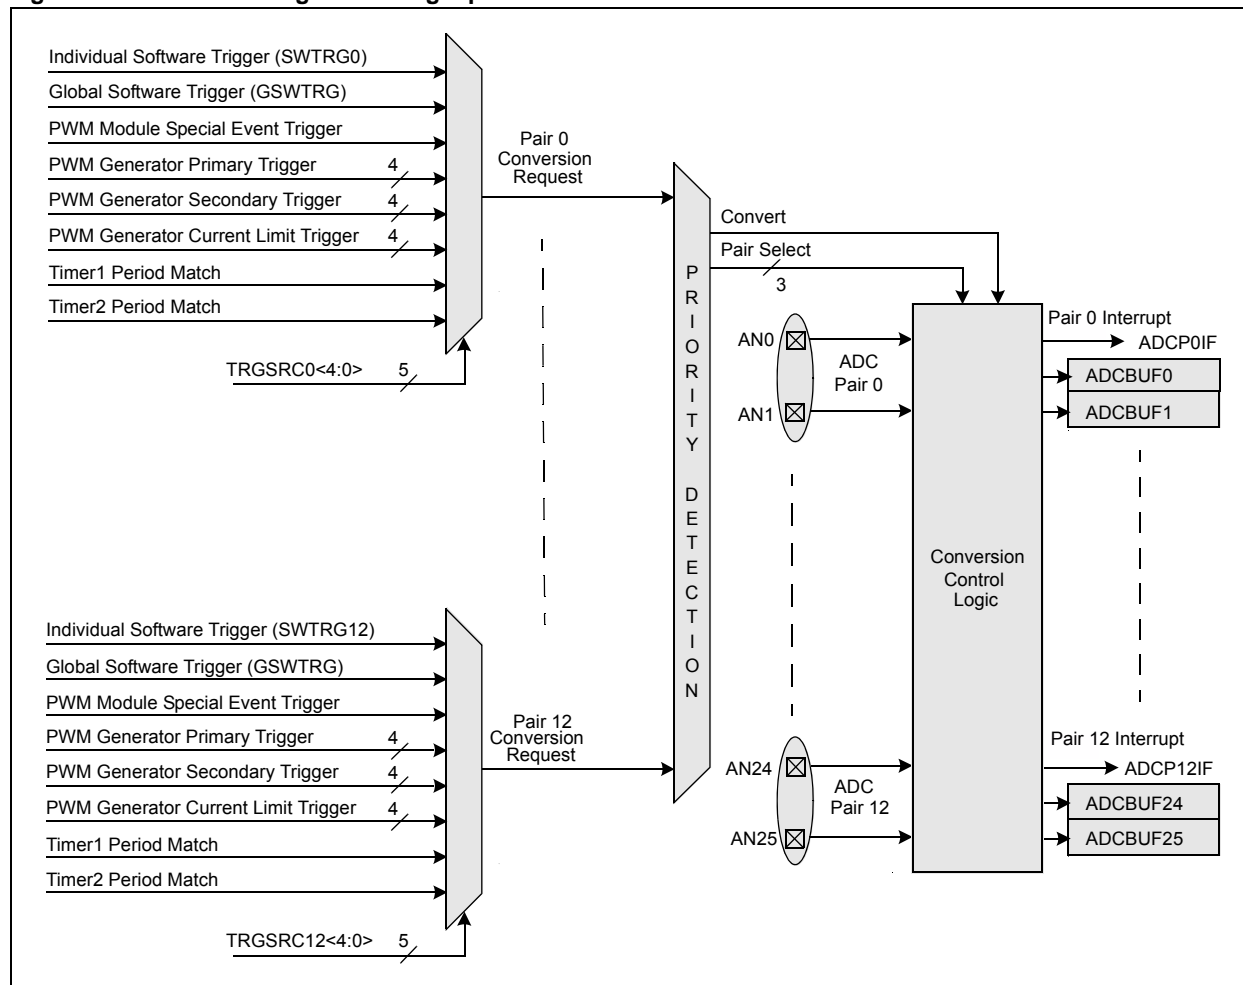 Individual Software Trigger (SWTRG0)
Global Software Trigger (GSWTRG)
PWM Module Special Event Trigger
PWM Generator Primary Trigger 4
PWM Generator Secondary Trigger 4
PWM Generator Current Limit Trigger 4
Timer1 Period Match
Timer2 Period Match
TRGSRC0<4:0> 5
Pair 0
Conversion
Request
PRIORITY DETECTION
Convert
Pair Select
3
AN0
AN1
ADC
Pair 0
Conversion
Control
Logic
Pair 0 Interrupt
ADCP0IF
ADCBUF0
ADCBUF1
Individual Software Trigger (SWTRG12)
Global Software Trigger (GSWTRG)
PWM Module Special Event Trigger
PWM Generator Primary Trigger 4
PWM Generator Secondary Trigger 4
PWM Generator Current Limit Trigger 4
Timer1 Period Match
Timer2 Period Match
TRGSRC12<4:0> 5
Pair 12
Conversion
Request
AN24
AN25
ADC
Pair 12
Pair 12 Interrupt
ADCP12IF
ADCBUF24
ADCBUF25